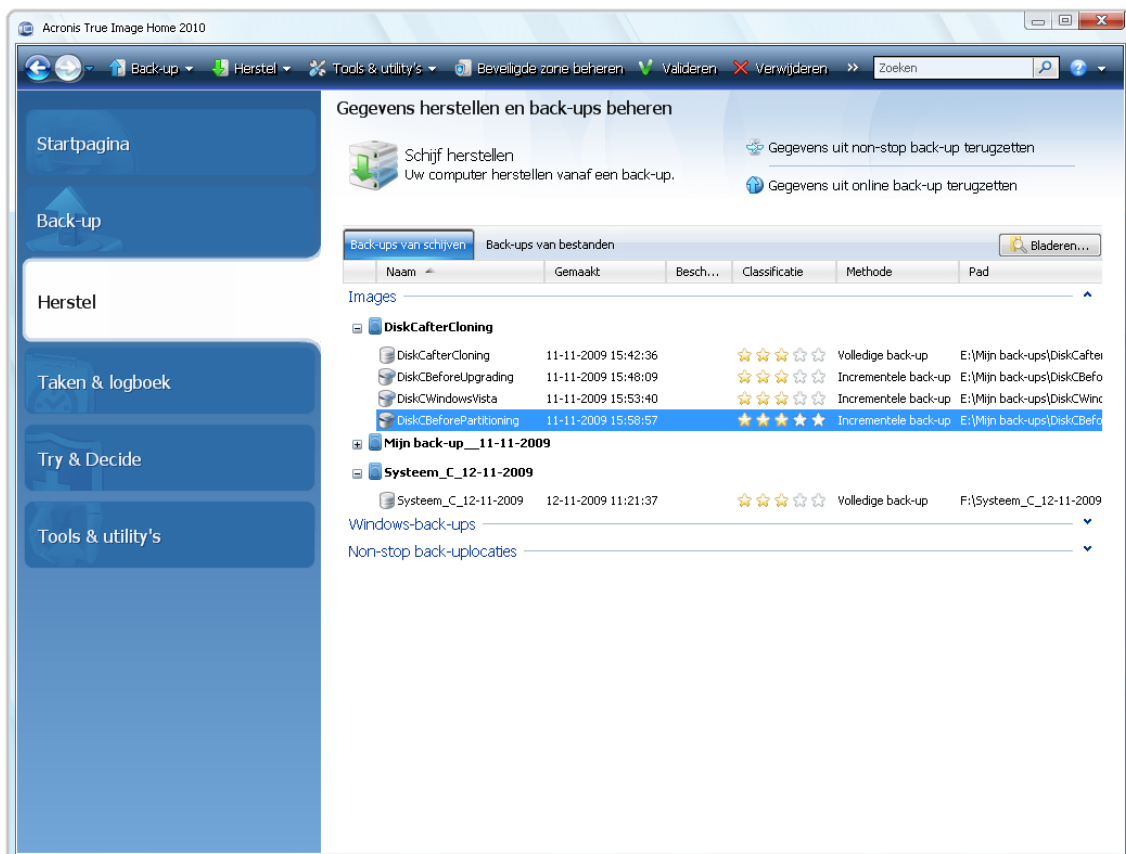 Acronis True Image Home 2010
Back-up Herstel Tools & utility's Beveiligde zone beheren Valideren Verwijderen » Zoeken
Startpagina
Back-up
Herstel
Taken & logboek
Try & Decide
Tools & utility's
Gegevens herstellen en back-ups beheren
Schijf herstellen
Uw computer herstellen vanaf een back-up.
Gegevens uit non-stop back-up terugzetten
Gegevens uit online back-up terugzetten
Back-ups van schijven Back-ups van bestanden Bladeren...
Naam Gemaakt Besch... Classificatie Methode Pad
Images
DiskCafterCloning
DiskCafterCloning 11-11-2009 15:42:36 Volledige back-up E:\Mijn back-ups\DiskCafter
DiskCBeforeUpgrading 11-11-2009 15:48:09 Incrementele back-up E:\Mijn back-ups\DiskCBefo
DiskCWindowsVista 11-11-2009 15:53:40 Incrementele back-up E:\Mijn back-ups\DiskCWind
DiskCBeforePartitioning 11-11-2009 15:58:57 Incrementele back-up E:\Mijn back-ups\DiskCBefo
Mijn back-up__11-11-2009
Systeem_C_12-11-2009
Systeem_C_12-11-2009 12-11-2009 11:21:37 Volledige back-up F:\Systeem_C_12-11-2009
Windows-back-ups
Non-stop back-uplocaties